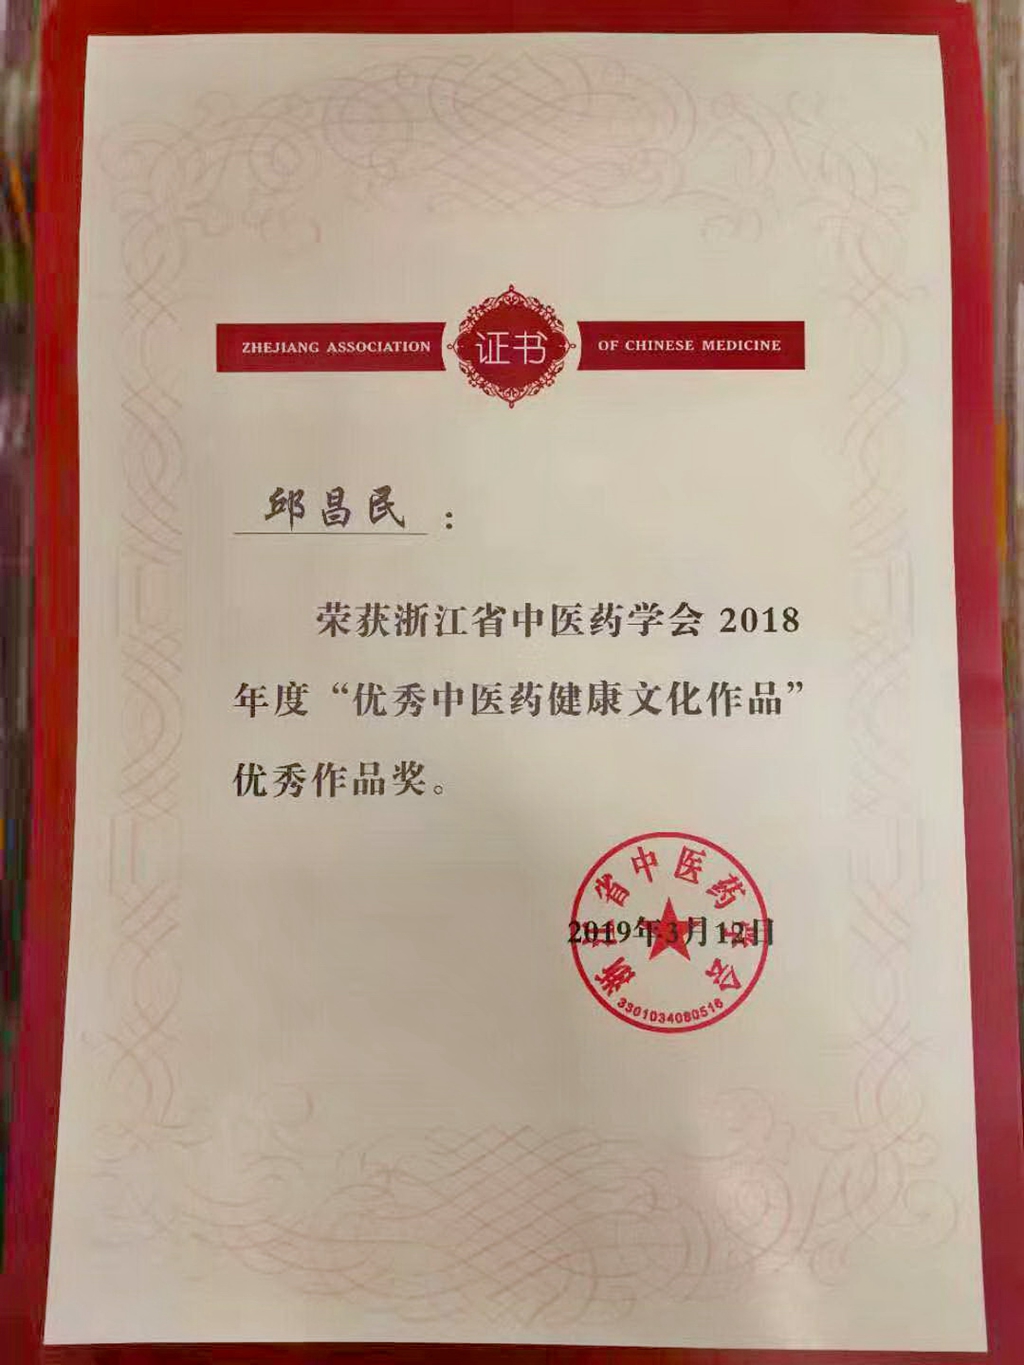 ZHEJIANG ASSOCIATION 证书 OF CHINESE MEDICINE
邱昌民：
荣获浙江省中医药学会 2018
年度“优秀中医药健康文化作品”
优秀作品奖。
浙江省中医药学会
2019年3月12日
3301034080516